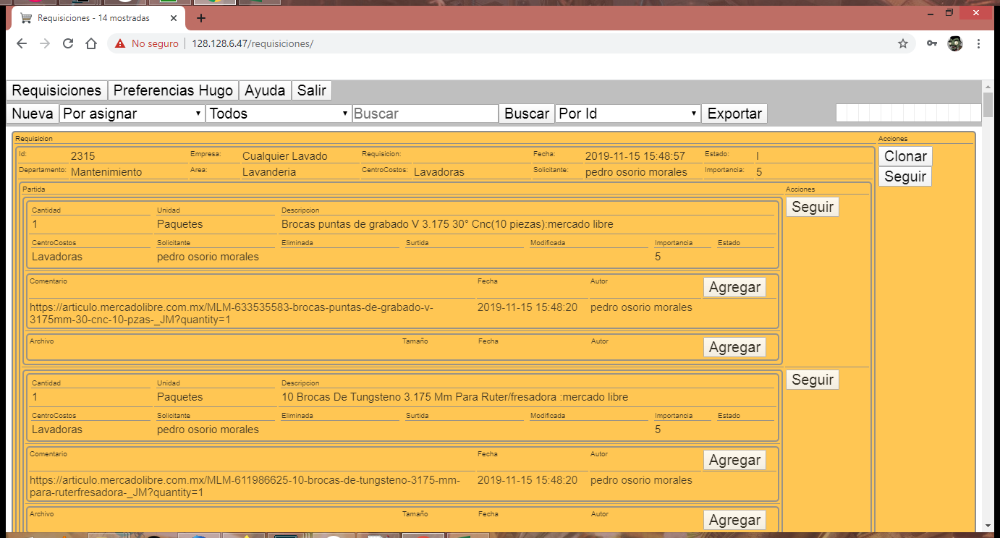 Requisiciones - 14 mostradas
No seguro 128.128.6.47/requisiciones/
Requisiciones Preferencias Hugo Ayuda Salir
Nueva Por asignar Todos Buscar Buscar Por Id Exportar
Requisicion Acciones
Id: 2315 Empresa: Cualquier Lavado Requisicion: Fecha: 2019-11-15 15:48:57 Estado: I Clonar
Departamento: Mantenimiento Area: Lavanderia CentroCostos: Lavadoras Solicitante: pedro osorio morales Importancia: 5 Seguir
Partida Acciones
Cantidad Unidad Descripcion Seguir
1 Paquetes Brocas puntas de grabado V 3.175 30° Cnc(10 piezas):mercado libre
CentroCostos Solicitante Eliminada Surtida Modificada Importancia Estado
Lavadoras pedro osorio morales 5
Comentario Fecha Autor Agregar
https://articulo.mercadolibre.com.mx/MLM-633535583-brocas-puntas-de-grabado-v- 2019-11-15 15:48:20 pedro osorio morales
3175mm-30-cnc-10-pzas-_JM?quantity=1
Archivo Tamaño Fecha Autor Agregar
Cantidad Unidad Descripcion Seguir
1 Paquetes 10 Brocas De Tungsteno 3.175 Mm Para Ruter/fresadora :mercado libre
CentroCostos Solicitante Eliminada Surtida Modificada Importancia Estado
Lavadoras pedro osorio morales 5
Comentario Fecha Autor Agregar
https://articulo.mercadolibre.com.mx/MLM-611986625-10-brocas-de-tungsteno-3175-mm- 2019-11-15 15:48:20 pedro osorio morales
para-ruterfresadora-_JM?quantity=1
Archivo Tamaño Fecha Autor Agregar